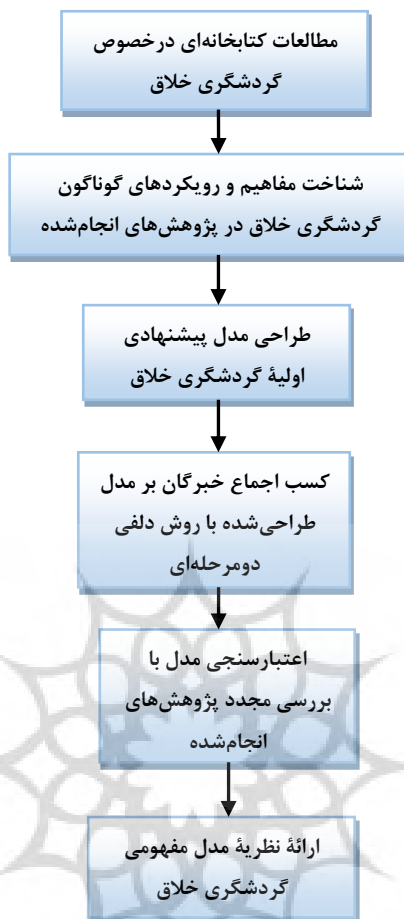 مطالعات کتابخانه‌ای درخصوص
گردشگری خلاق
شناخت مفاهیم و رویکردهای گوناگون
گردشگری خلاق در پژوهش‌های انجام‌شده
طراحی مدل پیشنهادی
اولیهٔ گردشگری خلاق
کسب اجماع خبرگان بر مدل
طراحی‌شده با روش دلفی
دومرحله‌ای
اعتبارسنجی مدل با
بررسی مجدد پژوهش‌های
انجام‌شده
ارائهٔ نظریهٔ مدل مفهومی
گردشگری خلاق